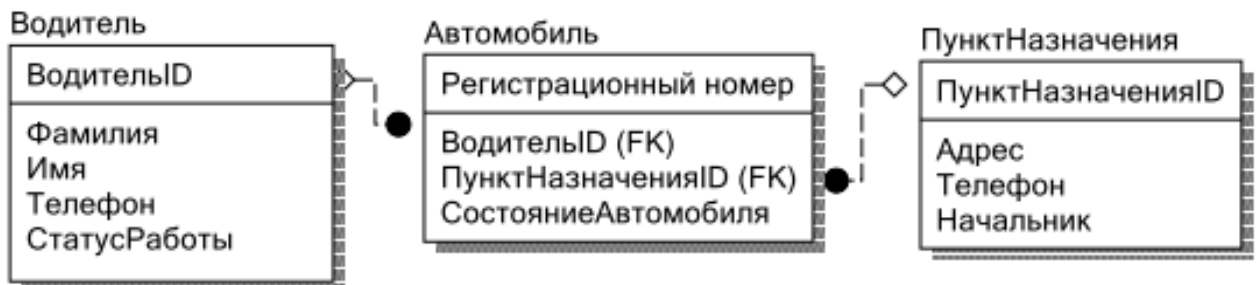 Водитель
ВодительID
Фамилия
Имя
Телефон
СтатусРаботы
Автомобиль
Регистрационный номер
ВодительID (FK)
ПунктНазначенияID (FK)
СостояниеАвтомобиля
ПунктНазначения
ПунктНазначенияID
Адрес
Телефон
Начальник